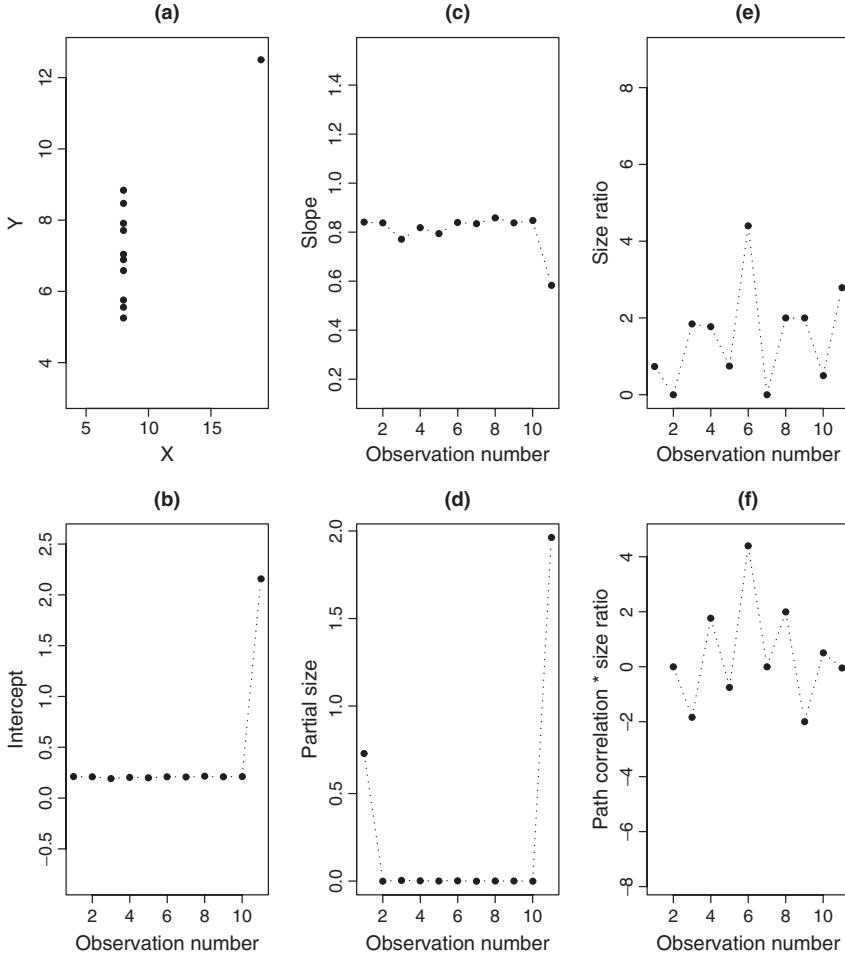 (a)
12
10
8
6
4
Y
5 10 15
X
(c)
1.4
1.2
1.0
0.8
0.6
0.4
0.2
Slope
2 4 6 8 10
Observation number
(e)
8
6
4
2
0
Size ratio
2 4 6 8 10
Observation number
(b)
2.5
2.0
1.5
1.0
0.5
0.0
−0.5
Intercept
2 4 6 8 10
Observation number
(d)
2.0
1.5
1.0
0.5
0.0
Partial size
2 4 6 8 10
Observation number
(f)
4
2
0
−2
−4
−6
−8
Path correlation * size ratio
2 4 6 8 10
Observation number